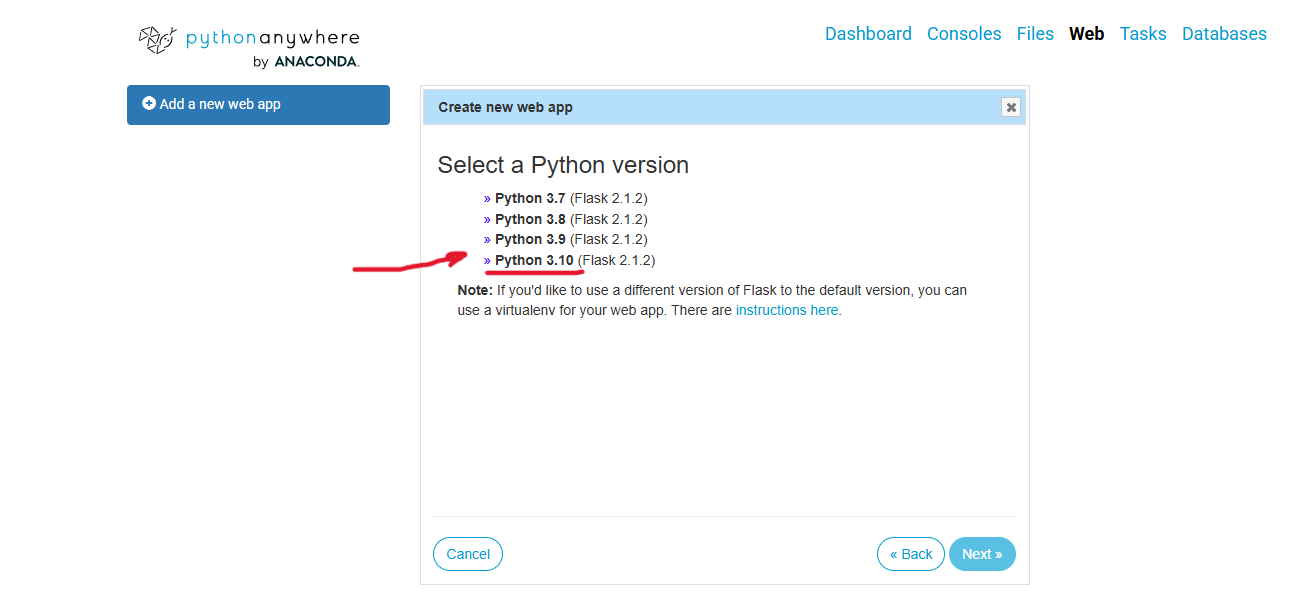 pythonanywhere
by ANACONDA.
Dashboard Consoles Files Web Tasks Databases
Add a new web app
Create new web app
Select a Python version
» Python 3.7 (Flask 2.1.2)
» Python 3.8 (Flask 2.1.2)
» Python 3.9 (Flask 2.1.2)
» Python 3.10 (Flask 2.1.2)
Note: If you'd like to use a different version of Flask to the default version, you can
use a virtualenv for your web app. There are instructions here.
Cancel
« Back
Next »